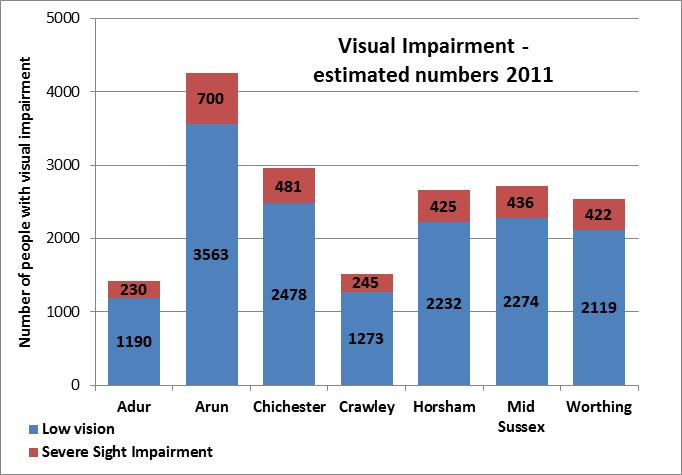 Visual Impairment -
estimated numbers 2011
Number of people with visual impairment
5000
4000
3000
2000
1000
0
230
1190
700
3563
481
2478
245
1273
425
2232
436
2274
422
2119
Adur
Arun
Chichester
Crawley
Horsham
Mid
Sussex
Worthing
Low vision
Severe Sight Impairment